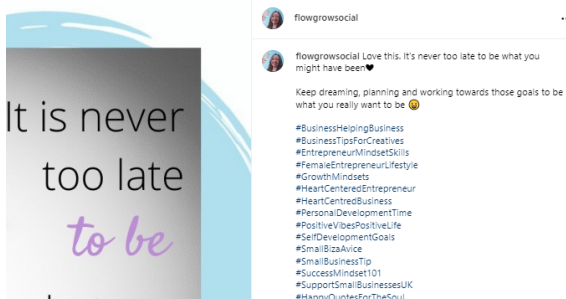 It is never
too late
to be
flowgrowsocial
flowgrowsocial Love this. It's never too late to be what you
might have been🖤
Keep dreaming, planning and working towards those goals to be
what you really want to be 😀
#BusinessHelpingBusiness
#BusinessTipsForCreatives
#EntrepreneurMindsetSkills
#FemaleEntrepreneurLifestyle
#GrowthMindsets
#HeartCenteredEntrepreneur
#HeartCentredBusiness
#PersonalDevelopmentTime
#PositiveVibesPositiveLife
#SelfDevelopmentGoals
#SmallBizaAvice
#SmallBusinessTip
#SuccessMindset101
#SupportSmallBusinessesUK
#HappyQuotesForTheSoul